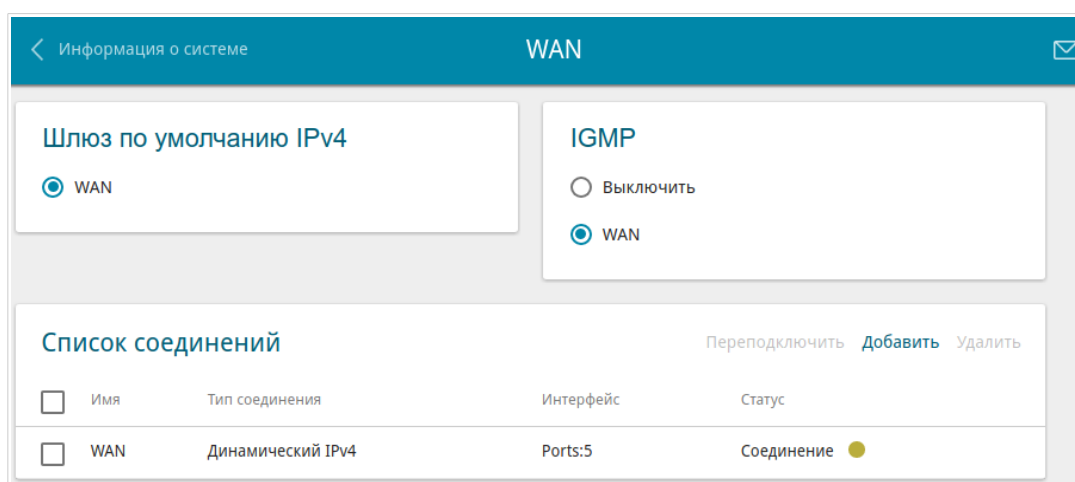 Информация о системе
WAN
Шлюз по умолчанию IPv4
WAN
IGMP
Выключить
WAN
Список соединений
Переподключить Добавить Удалить
Имя Тип соединения Интерфейс Статус
WAN Динамический IPv4 Ports:5 Соединение